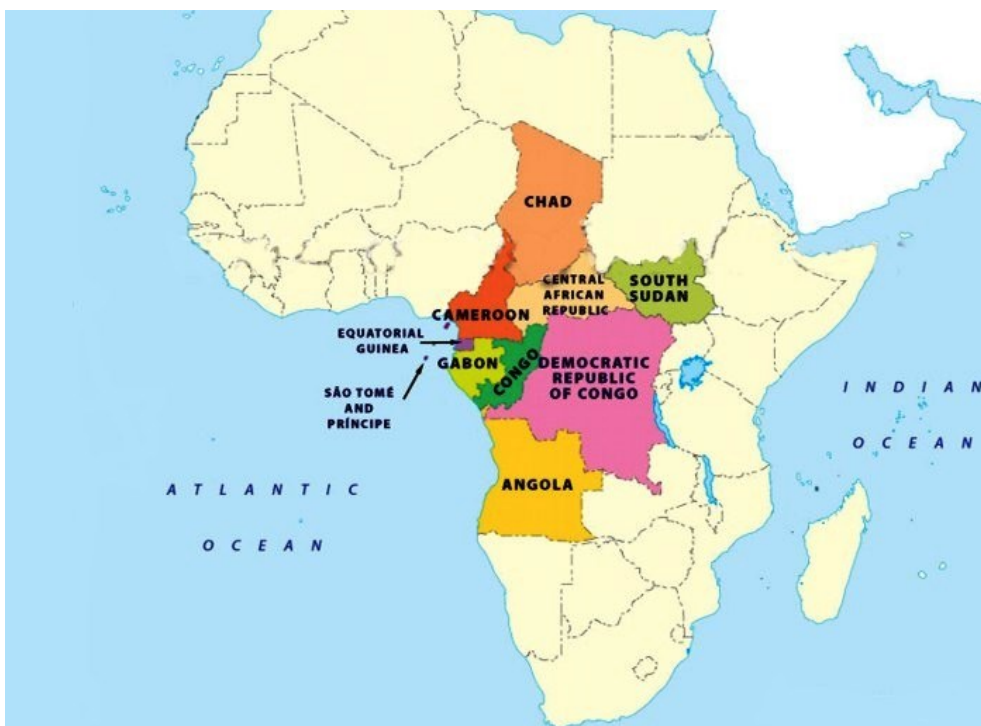 CHAD
CENTRAL
AFRICAN
REPUBLIC
SOUTH
SUDAN
CAMEROON
EQUATORIAL
GUINEA
GABON
CONGO
DEMOCRATIC
REPUBLIC
OF CONGO
SÃO TOMÉ
AND
PRÍNCIPE
ANGOLA
ATLANTIC
OCEAN
INDIAN
OCEAN